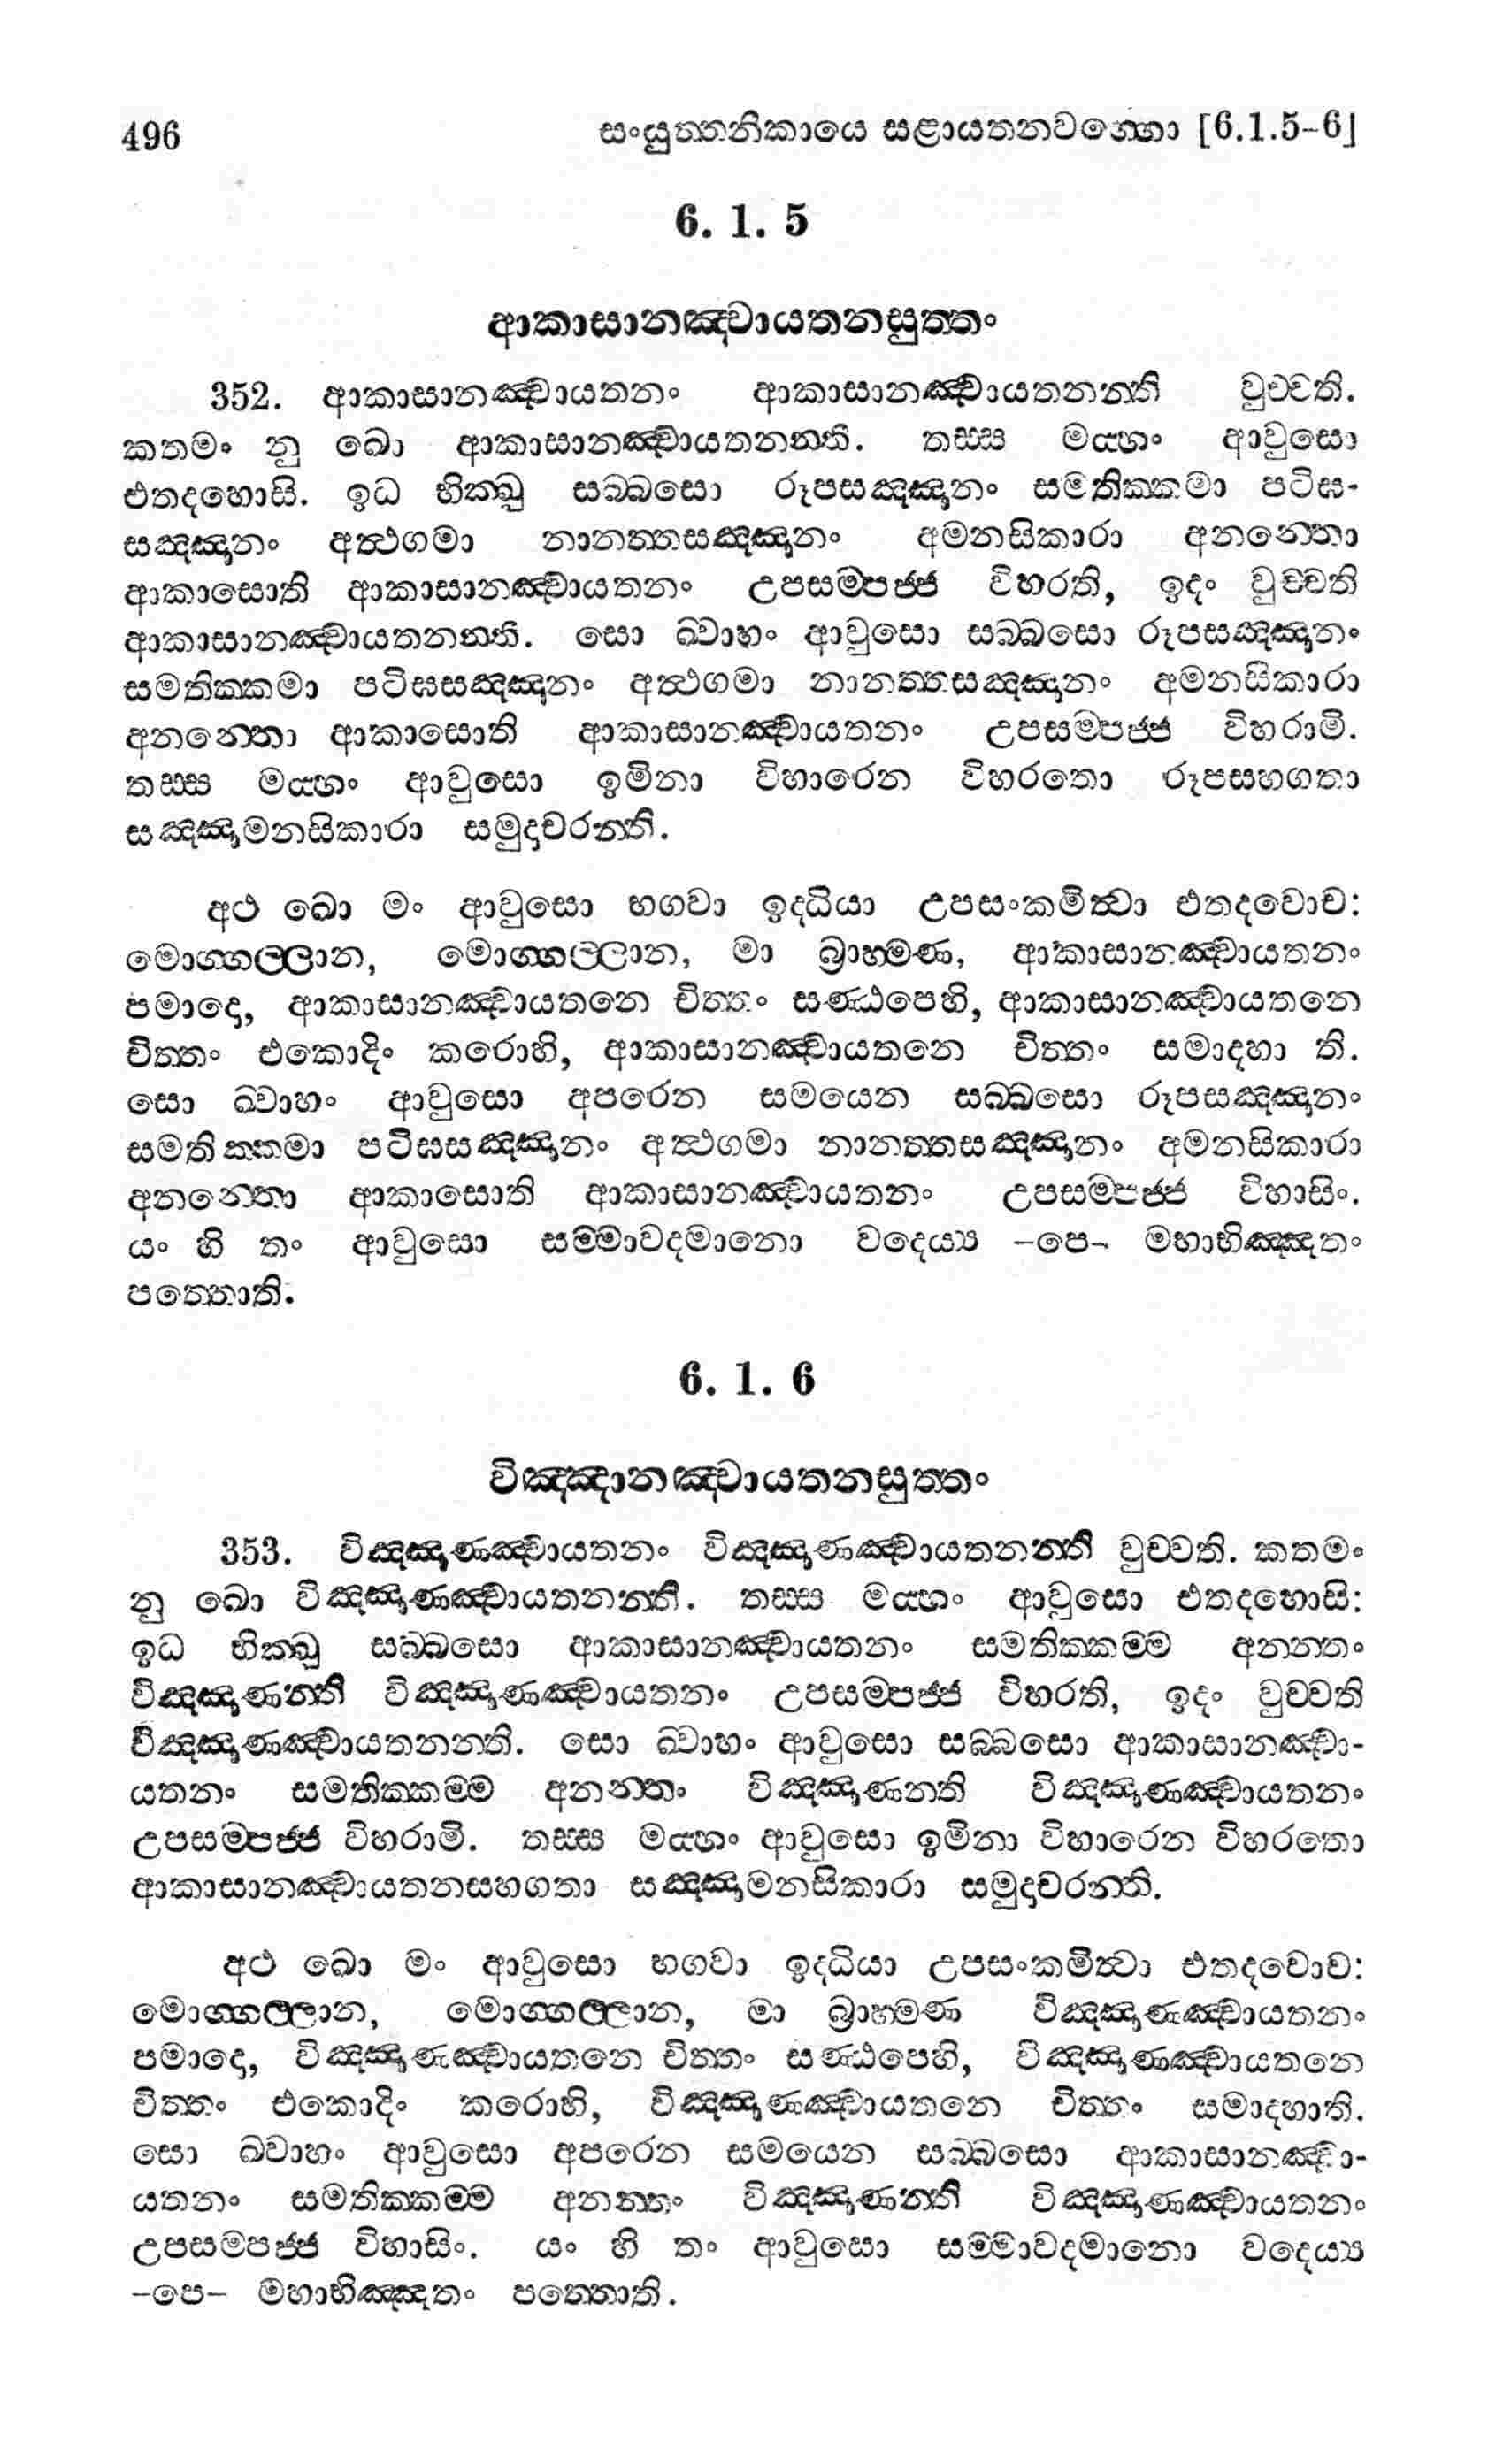 496 සංයුත්තනිකායෙ සළායතනවග්ගො [6.1.5-6]
6. 1. 5
ආකාසානඤ්චායතනසුත්තං
352. ආකාසානඤ්චායතනං ආකාසානඤ්චායතනන්ති වුච්චති.
කතමං නු ඛො ආකාසානඤ්චායතනන්ති. තස්ස මය්හං ආවුසො
එතදහොසි. ඉධ භික්ඛු සබ්බසො රූපසඤ්ඤානං සමතික්කමා පටිඝ-
සඤ්ඤානං අත්ථගමා නානත්තසඤ්ඤානං අමනසිකාරා අනන්තො
ආකාසොති ආකාසානඤ්චායතනං උපසම්පජ්ජ විහරති, ඉදං වුච්චති
ආකාසානඤ්චායතනන්ති. සො ඛ්වාහං ආවුසො සබ්බසො රූපසඤ්ඤානං
සමතික්කමා පටිඝසඤ්ඤානං අත්ථගමා නානත්තසඤ්ඤානං අමනසිකාරා
අනන්තො ආකාසොති ආකාසානඤ්චායතනං උපසම්පජ්ජ විහරාමි.
තස්ස මය්හං ආවුසො ඉමිනා විහාරෙන විහරතො රූපසහගතා
සඤ්ඤාමනසිකාරා සමුදාචරන්ති.
අථ ඛො මං ආවුසො භගවා ඉද්ධියා උපසංකමිත්වා එතදවොච:
මොග්ගල්ලාන, මොග්ගල්ලාන, මා බ්‍රාහ්මණ, ආකාසානඤ්චායතනං
පමාදො, ආකාසානඤ්චායතනෙ චිත්තං සණ්ඨපෙහි, ආකාසානඤ්චායතනෙ
චිත්තං එකොදිං කරොහි, ආකාසානඤ්චායතනෙ චිත්තං සමාදහා ති.
සො ඛ්වාහං ආවුසො අපරෙන සමයෙන සබ්බසො රූපසඤ්ඤානං
සමතික්කමා පටිඝසඤ්ඤානං අත්ථගමා නානත්තසඤ්ඤානං අමනසිකාරා
අනන්තො ආකාසොති ආකාසානඤ්චායතනං උපසම්පජ්ජ විහාසිං.
යං හි තං ආවුසො සම්මාවදමානො වදෙය්‍ය -පෙ- මහාභිඤ්ඤතං
පත්තොති.
6. 1. 6
විඤ්ඤානඤ්චායතනසුත්තං
353. විඤ්ඤාණඤ්චායතනං විඤ්ඤාණඤ්චායතනන්ති වුච්චති. කතමං
නු ඛො විඤ්ඤාණඤ්චායතනන්ති. තස්ස මය්හං ආවුසො එතදහොසි:
ඉධ භික්ඛු සබ්බසො ආකාසානඤ්චායතනං සමතික්කම්ම අනන්තං
විඤ්ඤාණන්ති විඤ්ඤාණඤ්චායතනං උපසම්පජ්ජ විහරති, ඉදං වුච්චති
විඤ්ඤාණඤ්චායතනන්ති. සො ඛ්වාහං ආවුසො සබ්බසො ආකාසානඤ්චා-
යතනං සමතික්කම්ම අනන්තං විඤ්ඤාණන්ති විඤ්ඤාණඤ්චායතනං
උපසම්පජ්ජ විහරාමි. තස්ස මය්හං ආවුසො ඉමිනා විහාරෙන විහරතො
ආකාසානඤ්චායතනසහගතා සඤ්ඤාමනසිකාරා සමුදාචරන්ති.
අථ ඛො මං ආවුසො භගවා ඉද්ධියා උපසංකමිත්වා එතදවොච:
මොග්ගල්ලාන, මොග්ගල්ලාන, මා බ්‍රාහ්මණ විඤ්ඤාණඤ්චායතනං
පමාදො, විඤ්ඤාණඤ්චායතනෙ චිත්තං සණ්ඨපෙහි, විඤ්ඤාණඤ්චායතනෙ
චිත්තං එකොදිං කරොහි, විඤ්ඤාණඤ්චායතනෙ චිත්තං සමාදහාති.
සො ඛ්වාහං ආවුසො අපරෙන සමයෙන සබ්බසො ආකාසානඤ්චා-
යතනං සමතික්කම්ම අනන්තං විඤ්ඤාණන්ති විඤ්ඤාණඤ්චායතනං
උපසම්පජ්ජ විහාසිං. යං හි තං ආවුසො සම්මාවදමානො වදෙය්‍ය
-පෙ- මහාභිඤ්ඤතං පත්තොති.